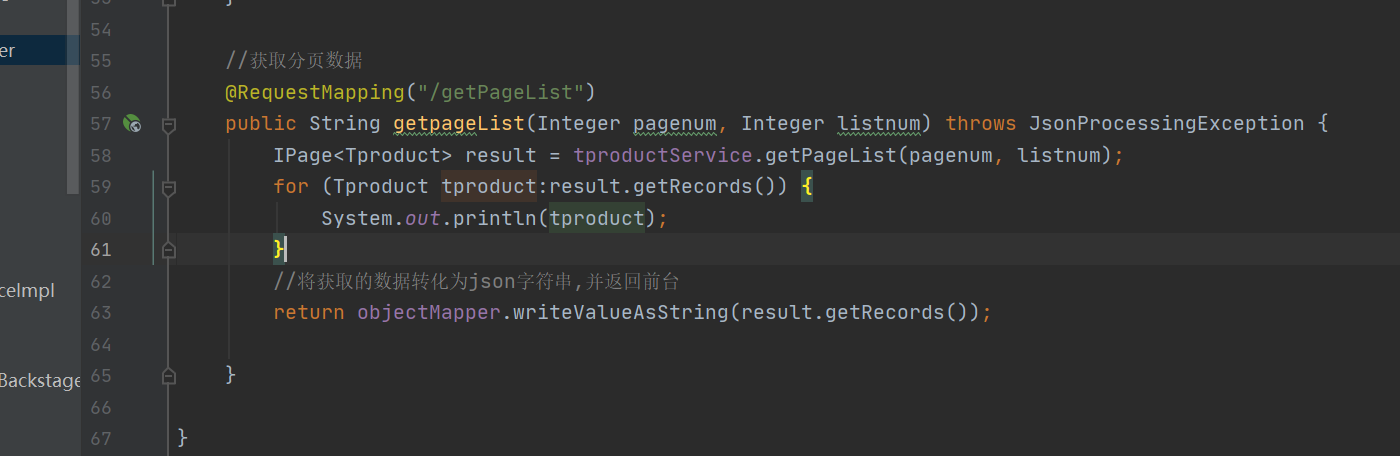 54
er
55 //获取分页数据
56 @RequestMapping("/getPageList")
57 public String getpageList(Integer pagenum, Integer listnum) throws JsonProcessingException {
58 IPage<Tproduct> result = tproductService.getPageList(pagenum, listnum);
59 for (Tproduct tproduct:result.getRecords()) {
60 System.out.println(tproduct);
61 }
62 //将获取的数据转化为json字符串,并返回前台
ceImpl
63 return objectMapper.writeValueAsString(result.getRecords());
64
65 }
Backstage
66
67 }